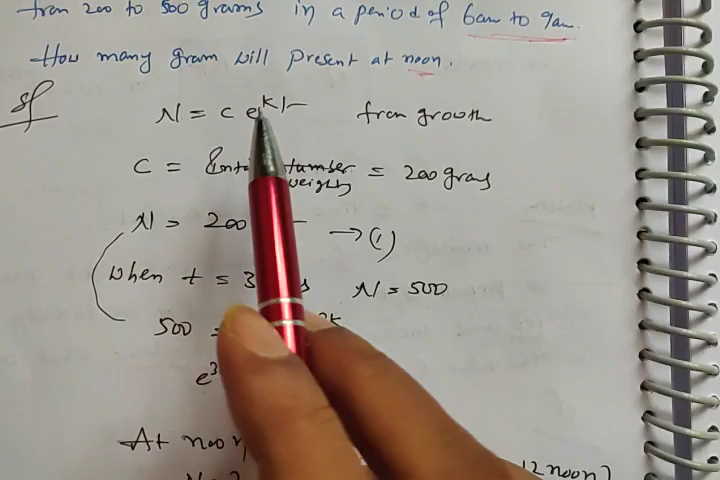 from 200 to 500 grams in a period of 6am to 9am.
How many gram will present at noon.
Sol
N = c e^kt from growth
C = weight = 200 grams
N = 200 → (1)
when t = 3 N = 500
500 =
e^3
At noon,
12 noon)